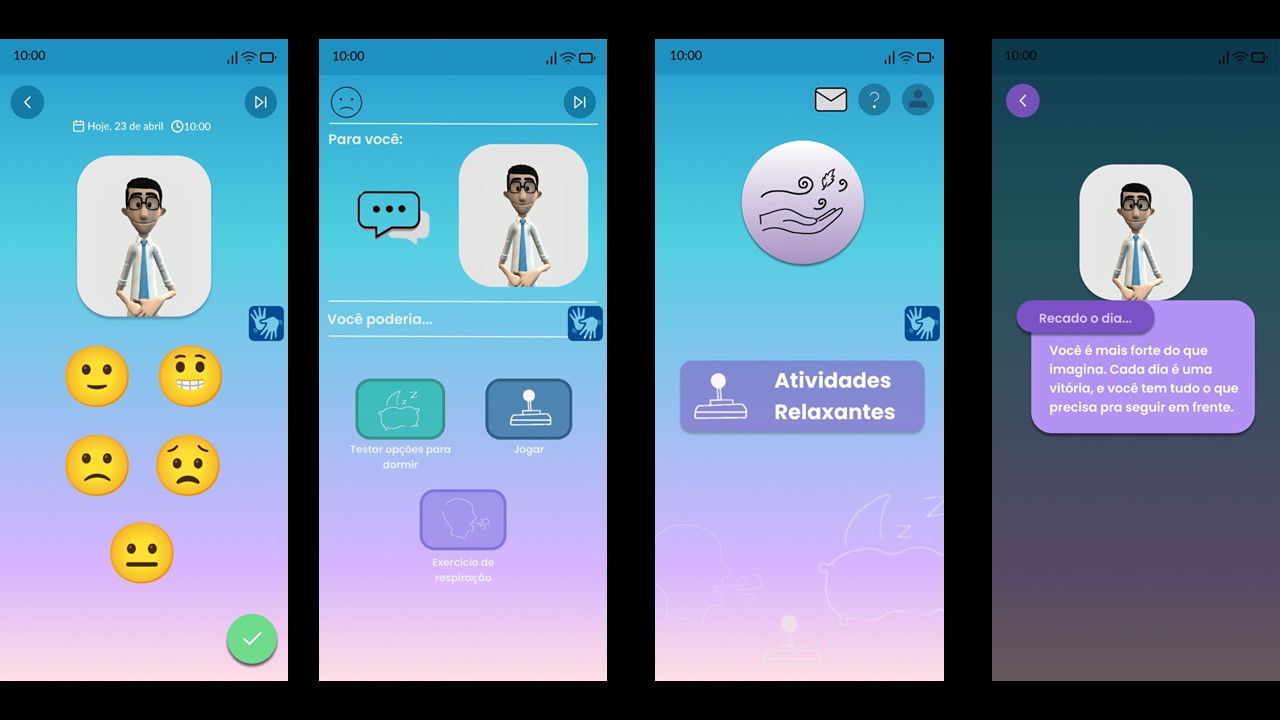 10:00
Hoje, 23 de abril 10:00
10:00
Para você:
Você poderia...
Testar opções para
dormir
Jogar
Exercício de
respiração
10:00
?
Atividades
Relaxantes
z z
10:00
Recado o dia...
Você é mais forte do que
imagina. Cada dia é uma
vitória, e você tem tudo o que
precisa pra seguir em frente.